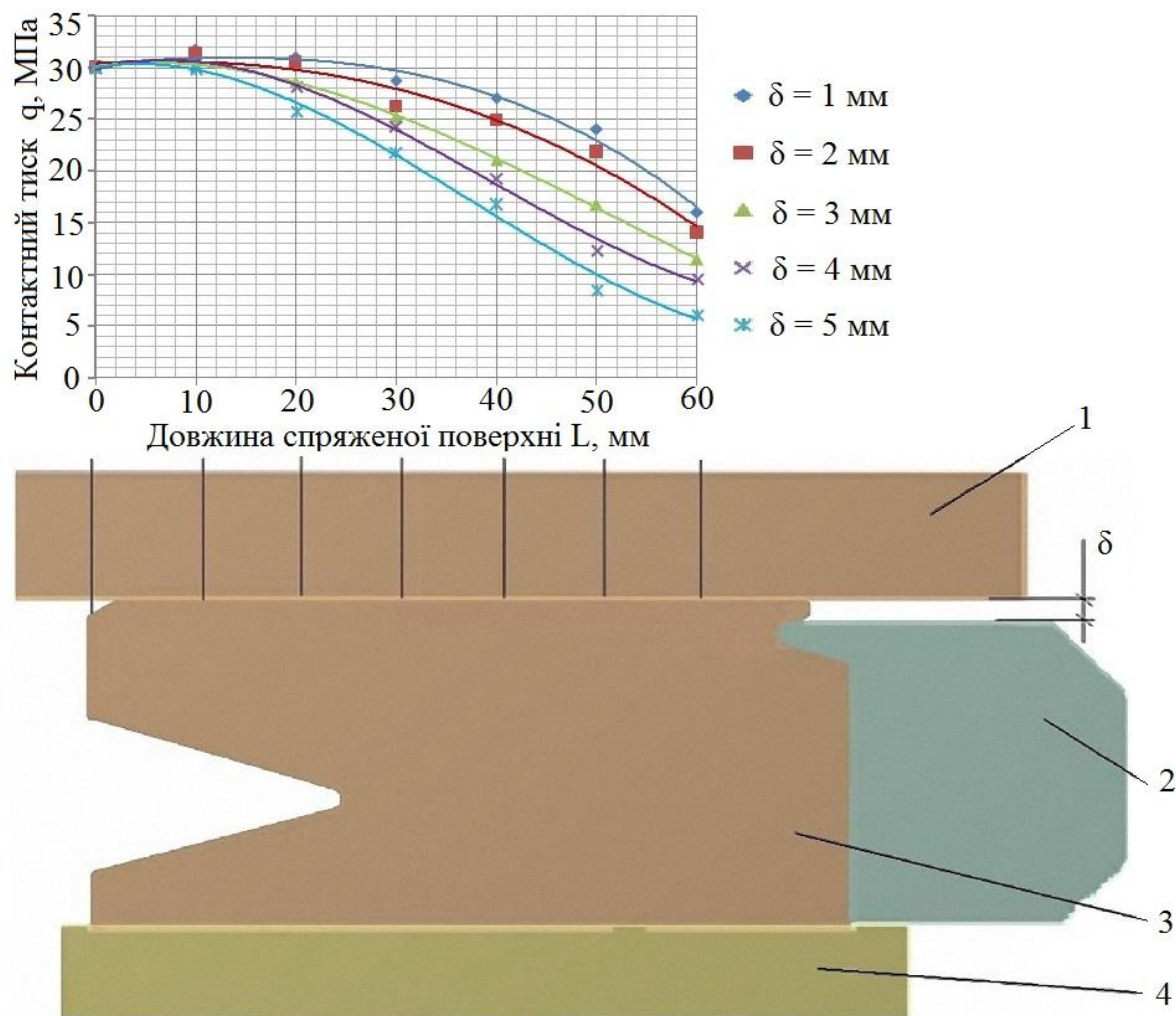 Контактний тиск q, МПа
35
30
25
20
15
10
5
0
0 10 20 30 40 50 60
Довжина спряженої поверхні L, мм
δ = 1 мм
δ = 2 мм
δ = 3 мм
δ = 4 мм
δ = 5 мм
1
δ
2
3
4